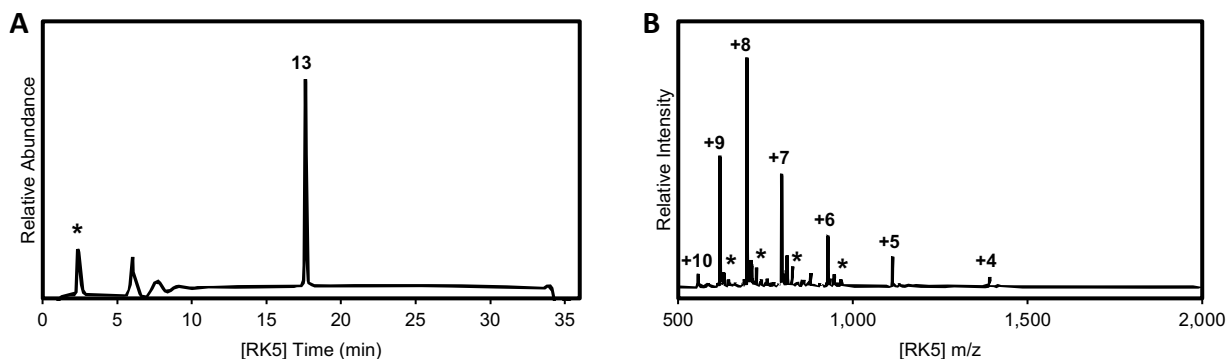 A
Relative Abundance
*
13
0 5 10 15 20 25 30 35
[RK5] Time (min)
B
Relative Intensity
+8
+9
+7
+6
+5
+10 * * * * +4
500 1,000 1,500 2,000
[RK5] m/z